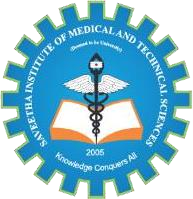 SAVEETHA INSTITUTE OF MEDICAL AND TECHNICAL SCIENCES
(Deemed to be University)
2005
Knowledge Conquers All